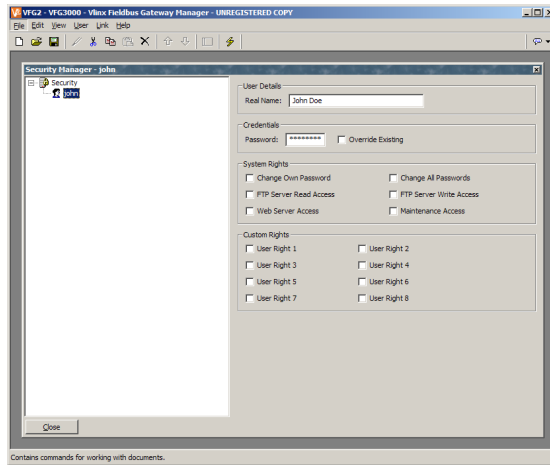 VFG2 - VFG3000 - Vlinx Fieldbus Gateway Manager - UNREGISTERED COPY
File Edit View User Link Help
Security Manager - john
Security
john
User Details
Real Name: John Doe
Credentials
Password: ******** Override Existing
System Rights
Change Own Password Change All Passwords
FTP Server Read Access FTP Server Write Access
Web Server Access Maintenance Access
Custom Rights
User Right 1 User Right 2
User Right 3 User Right 4
User Right 5 User Right 6
User Right 7 User Right 8
Close
Contains commands for working with documents.